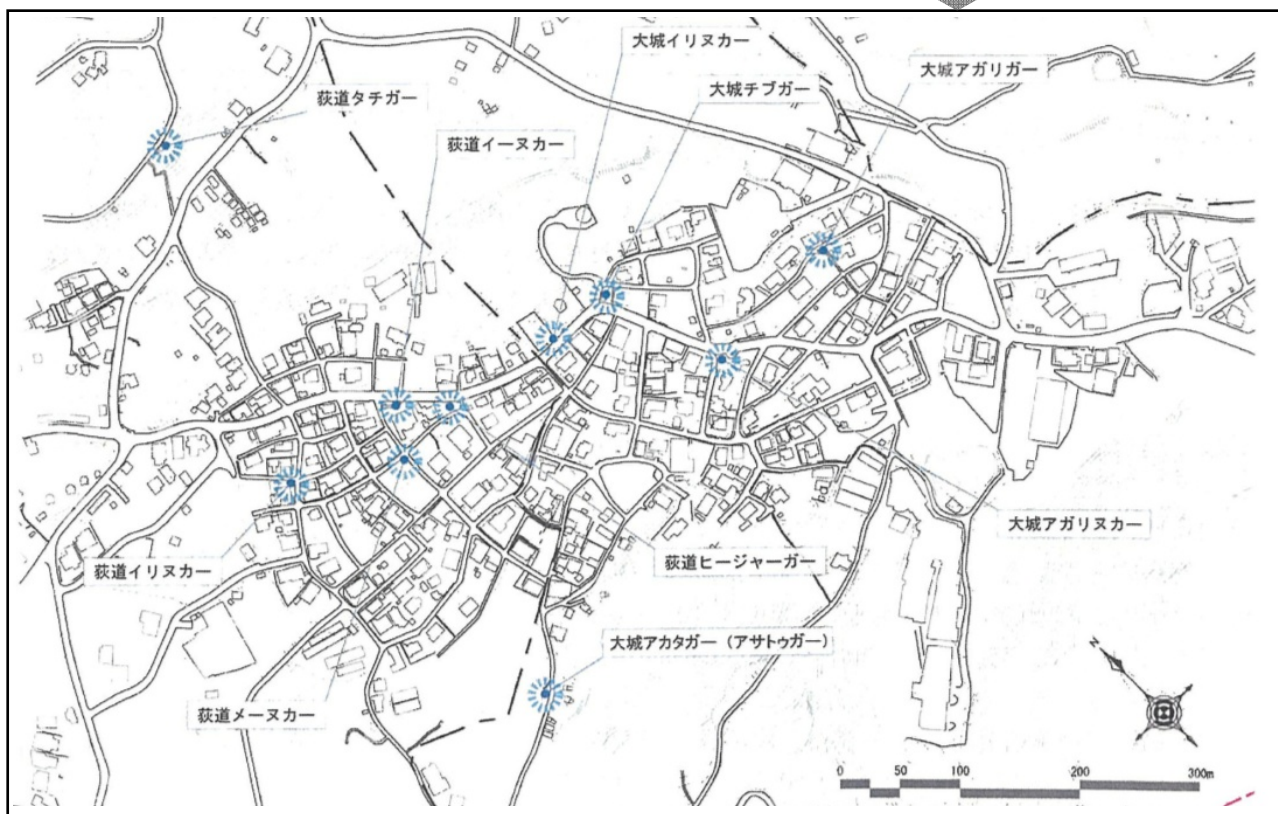 大城イリヌカー
大城アガリガー
大城チブガー
荻道タチガー
荻道イーヌカー
大城アガリヌカー
荻道ヒージャーガー
荻道イリヌカー
大城アカタガー（アサトゥガー）
荻道メーヌカー
N
0 50 100 200 300m